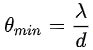 θ_min = λ/d